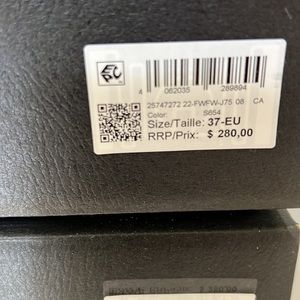 4 062035 289894
25747272 22-FWFW-J75 08 CA
Color: S654
Size/Taille: 37-EU
RRP/Prix: $ 280,00